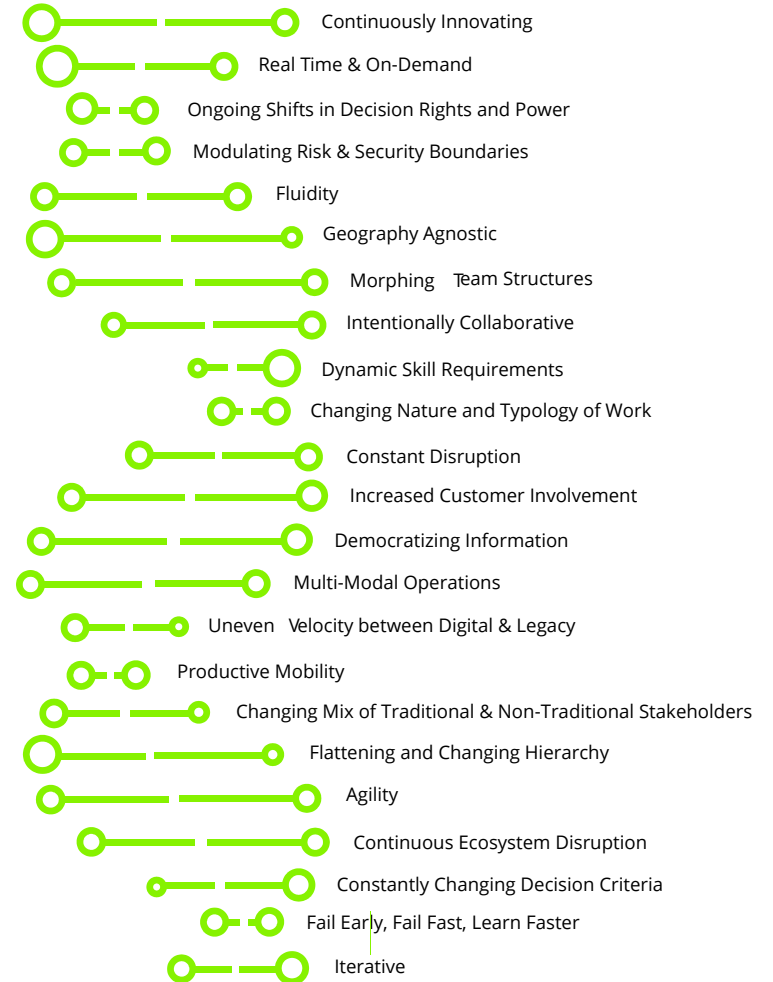 Continuously Innovating
Real Time & On-Demand
Ongoing Shifts in Decision Rights and Power
Modulating Risk & Security Boundaries
Fluidity
Geography Agnostic
Morphing Team Structures
Intentionally Collaborative
Dynamic Skill Requirements
Changing Nature and Typology of Work
Constant Disruption
Increased Customer Involvement
Democratizing Information
Multi-Modal Operations
Uneven Velocity between Digital & Legacy
Productive Mobility
Changing Mix of Traditional & Non-Traditional Stakeholders
Flattening and Changing Hierarchy
Agility
Continuous Ecosystem Disruption
Constantly Changing Decision Criteria
Fail Early, Fail Fast, Learn Faster
Iterative